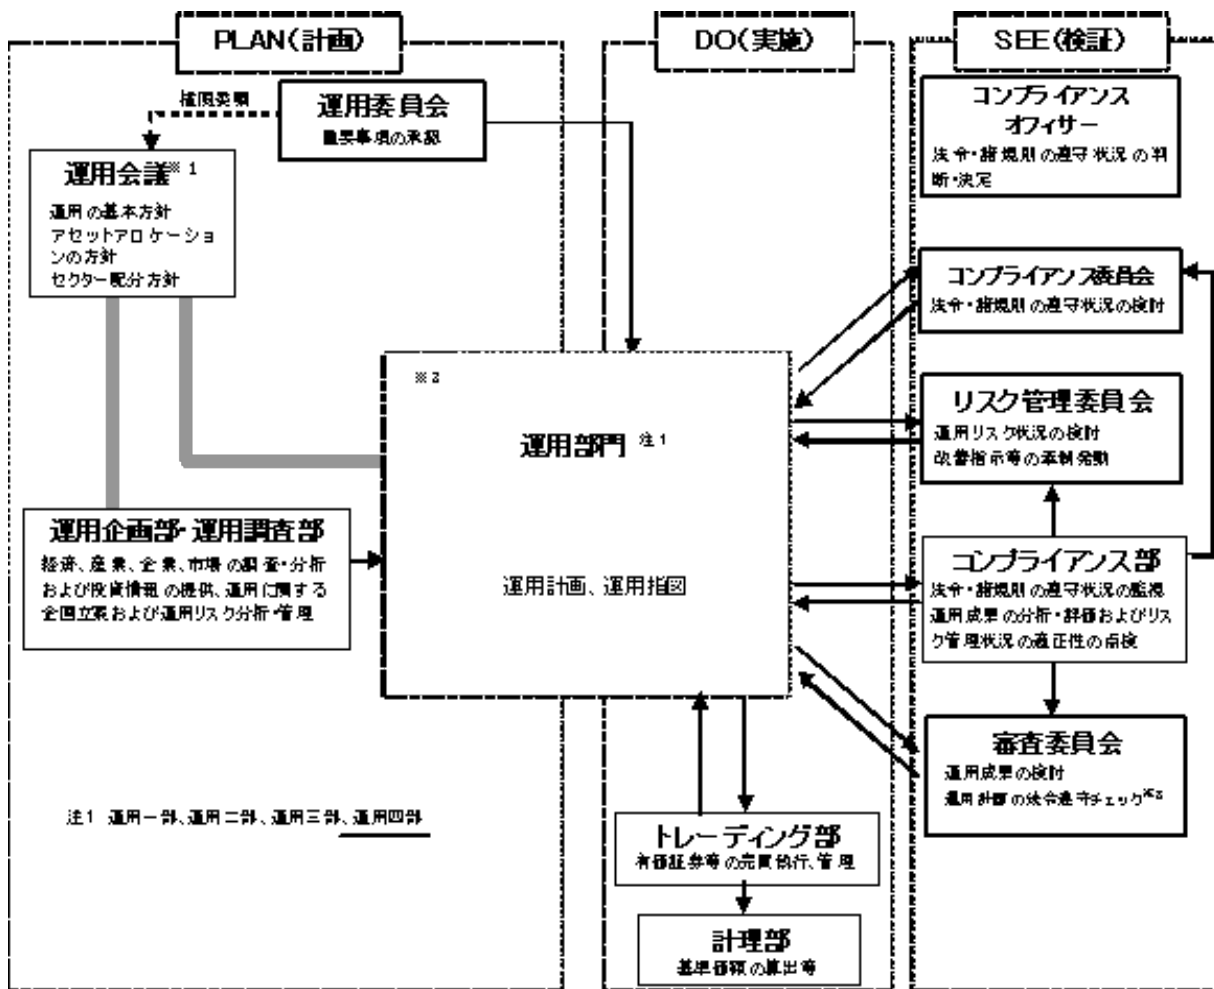 PLAN(計画)
DO(実施)
SEE(検証)
権限委譲
運用委員会
重要事項の承認
運用会議※1
運用の基本方針
アセットアロケーショ
ンの方針
セクター配分方針
※2
運用部門 注1
運用計画、運用指図
運用企画部・運用調査部
経済、産業、企業、市場の調査・分析
および投資情報の提供、運用に関する
企画立案および運用リスク分析・管理
注1 運用一部、運用二部、運用三部、運用四部
トレーディング部
有価証券等の売買執行、管理
計理部
基準価額の算出等
コンプライアンス
オフィサー
法令・諸規則の遵守状況の判
断・決定
コンプライアンス委員会
法令・諸規則の遵守状況の検討
リスク管理委員会
運用リスク状況の検討
改善指示等の牽制発動
コンプライアンス部
法令・諸規則の遵守状況の監視
運用成果の分析・評価およびリス
ク管理状況の適正性の点検
審査委員会
運用成果の検討
運用計画の法令遵守チェック